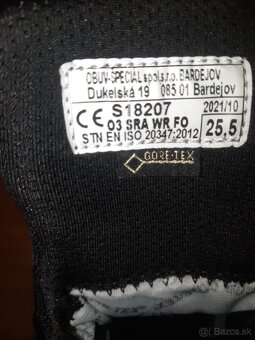 OBUV-ŠPECIÁL spol.s r.o. BARDEJOV
Dukelská 19 085 01 Bardejov
CE S18207 2021/10
O3 SRA WR FO
STN EN ISO 20347:2012 25,5
GORE-TEX
Bazos.sk